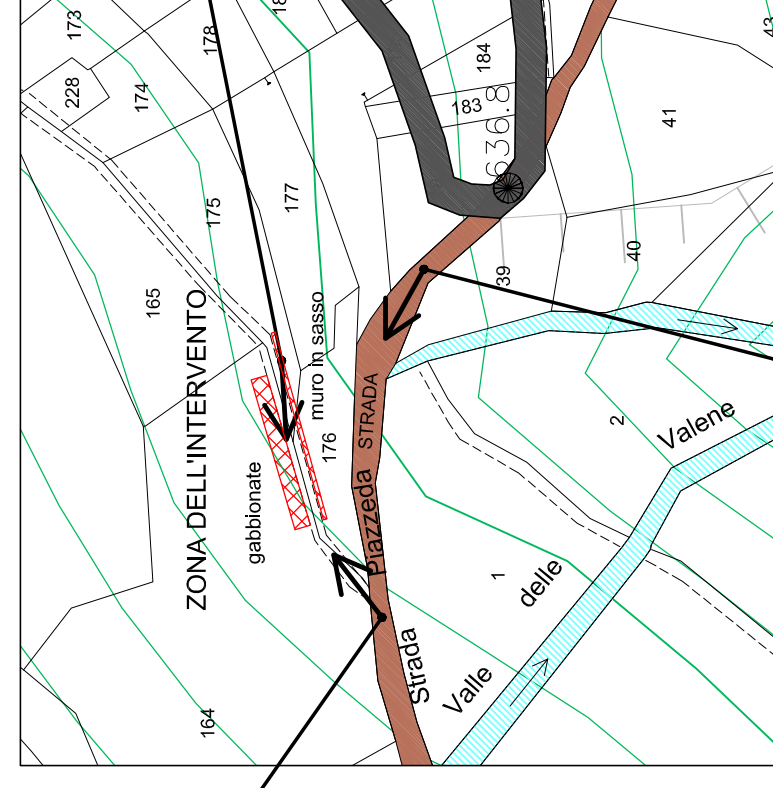 173
178
184
228
174
183
636.8
41
43
177
175
40
39
165
ZONA DELL'INTERVENTO
muro in sasso
STRADA
176
2
Valene
gabbionate
Piazzeda
1
delle
Strada
Valle
164